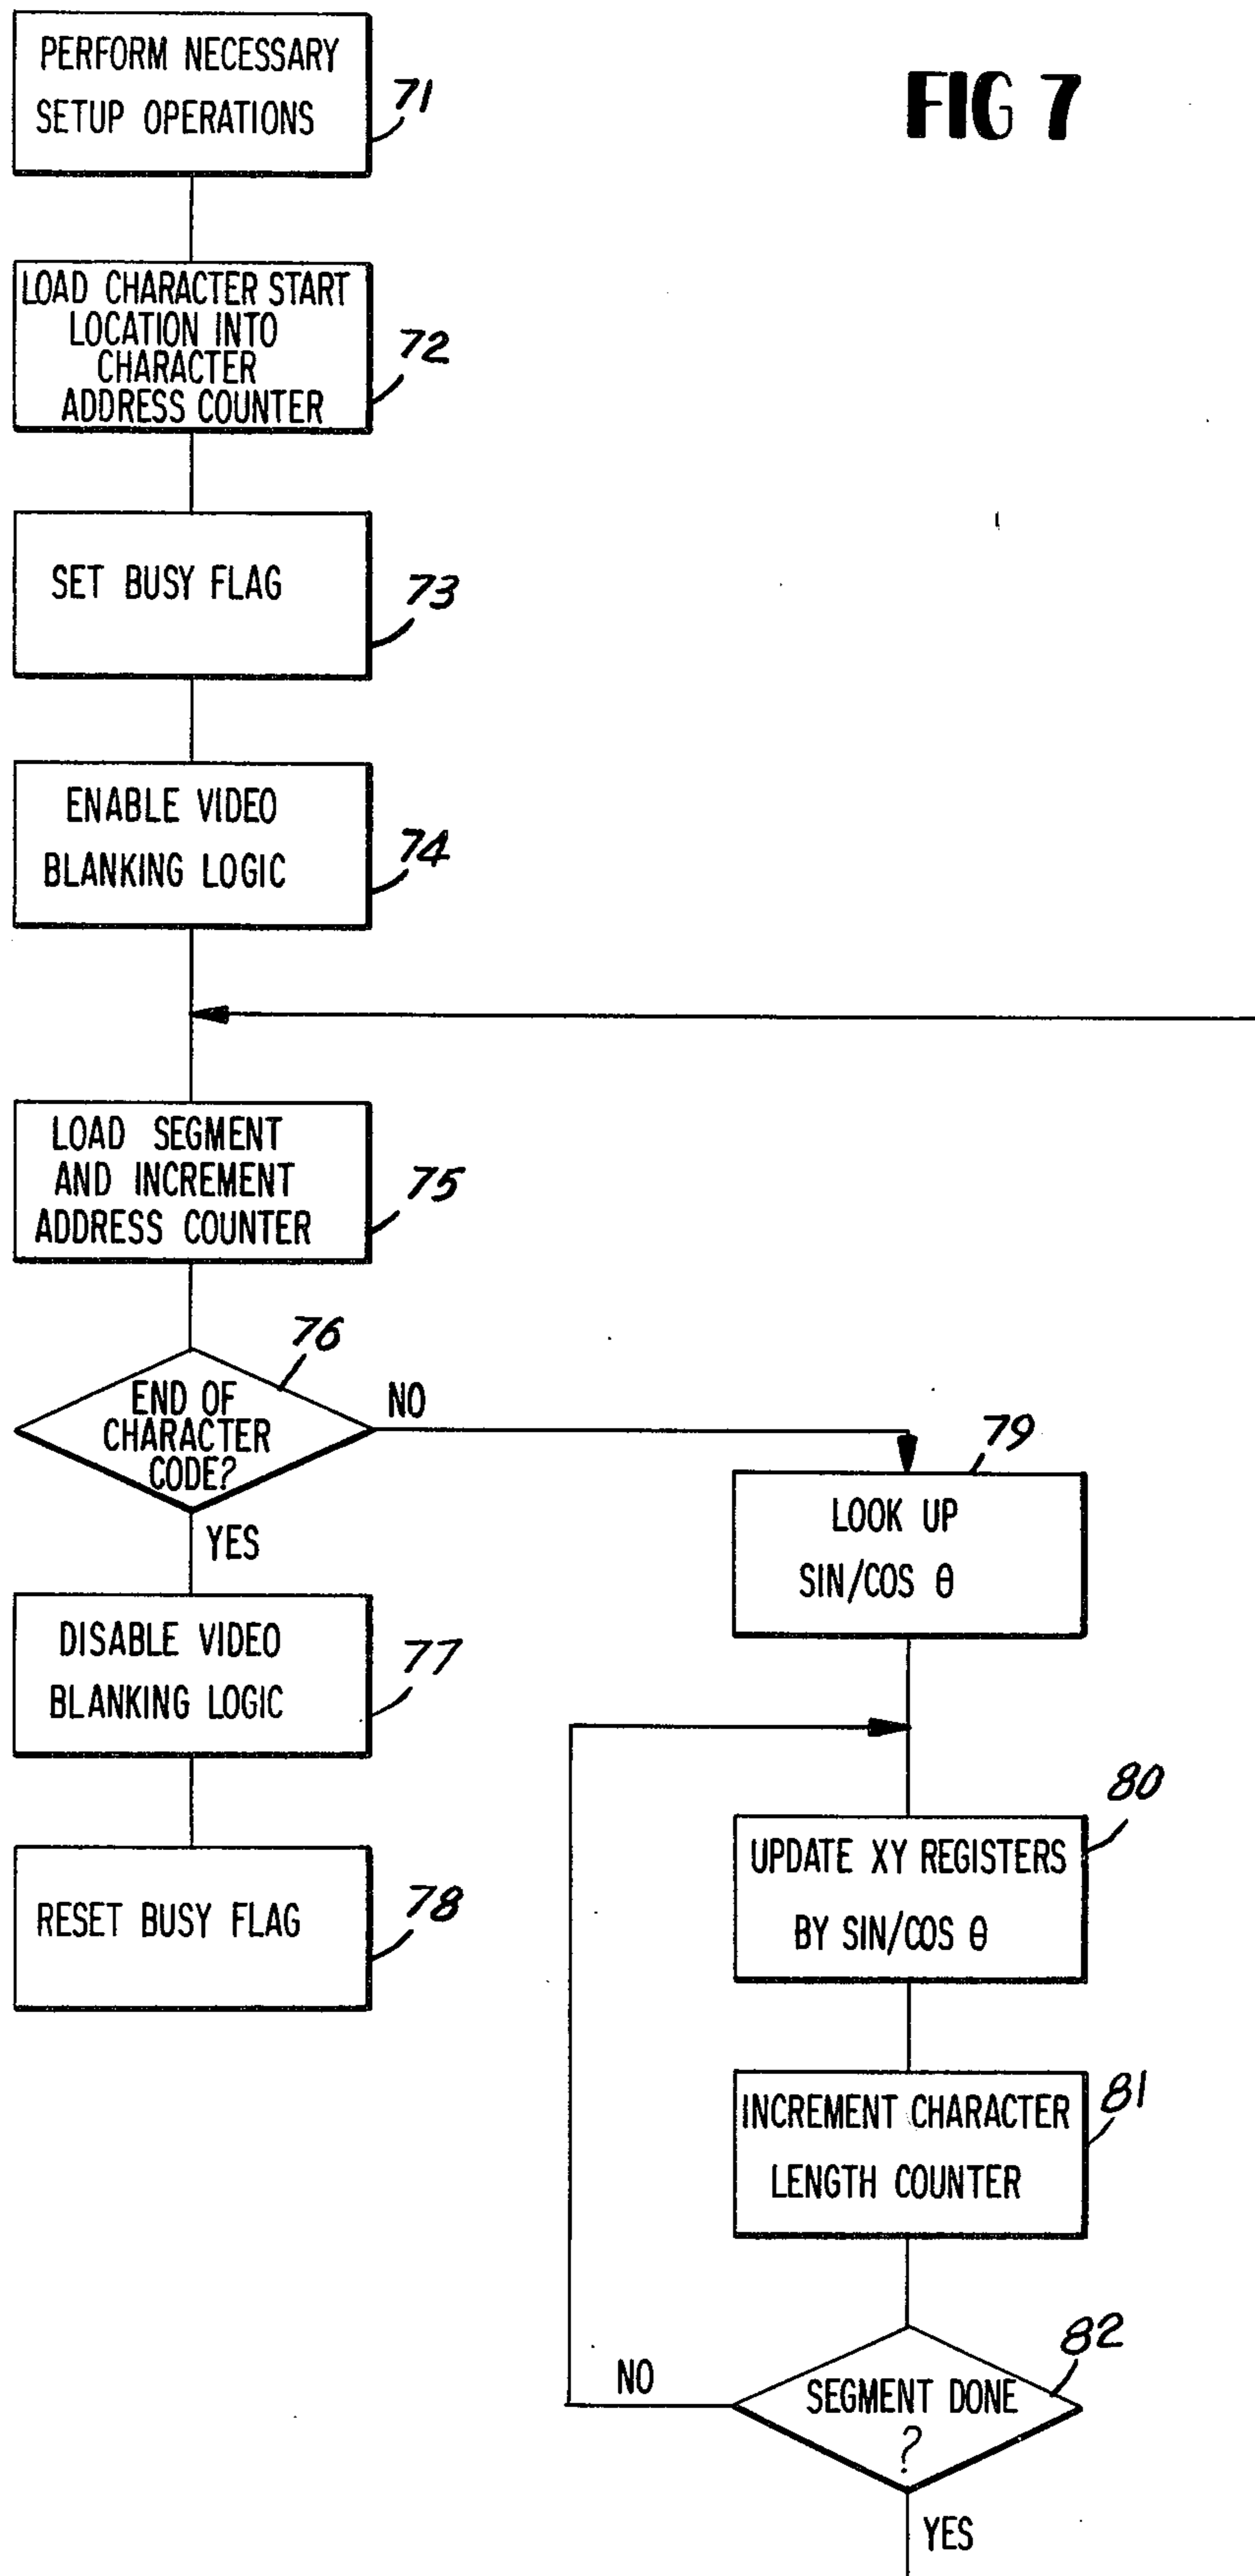 FIG 7
PERFORM NECESSARY
SETUP OPERATIONS
71
LOAD CHARACTER START
LOCATION INTO
CHARACTER
ADDRESS COUNTER
72
SET BUSY FLAG
73
ENABLE VIDEO
BLANKING LOGIC
74
LOAD SEGMENT
AND INCREMENT
ADDRESS COUNTER
75
76
END OF
CHARACTER
CODE?
NO
YES
DISABLE VIDEO
BLANKING LOGIC
77
RESET BUSY FLAG
78
79
LOOK UP
SIN/COS θ
80
UPDATE XY REGISTERS
BY SIN/COS θ
81
INCREMENT CHARACTER
LENGTH COUNTER
82
SEGMENT DONE
?
NO
YES